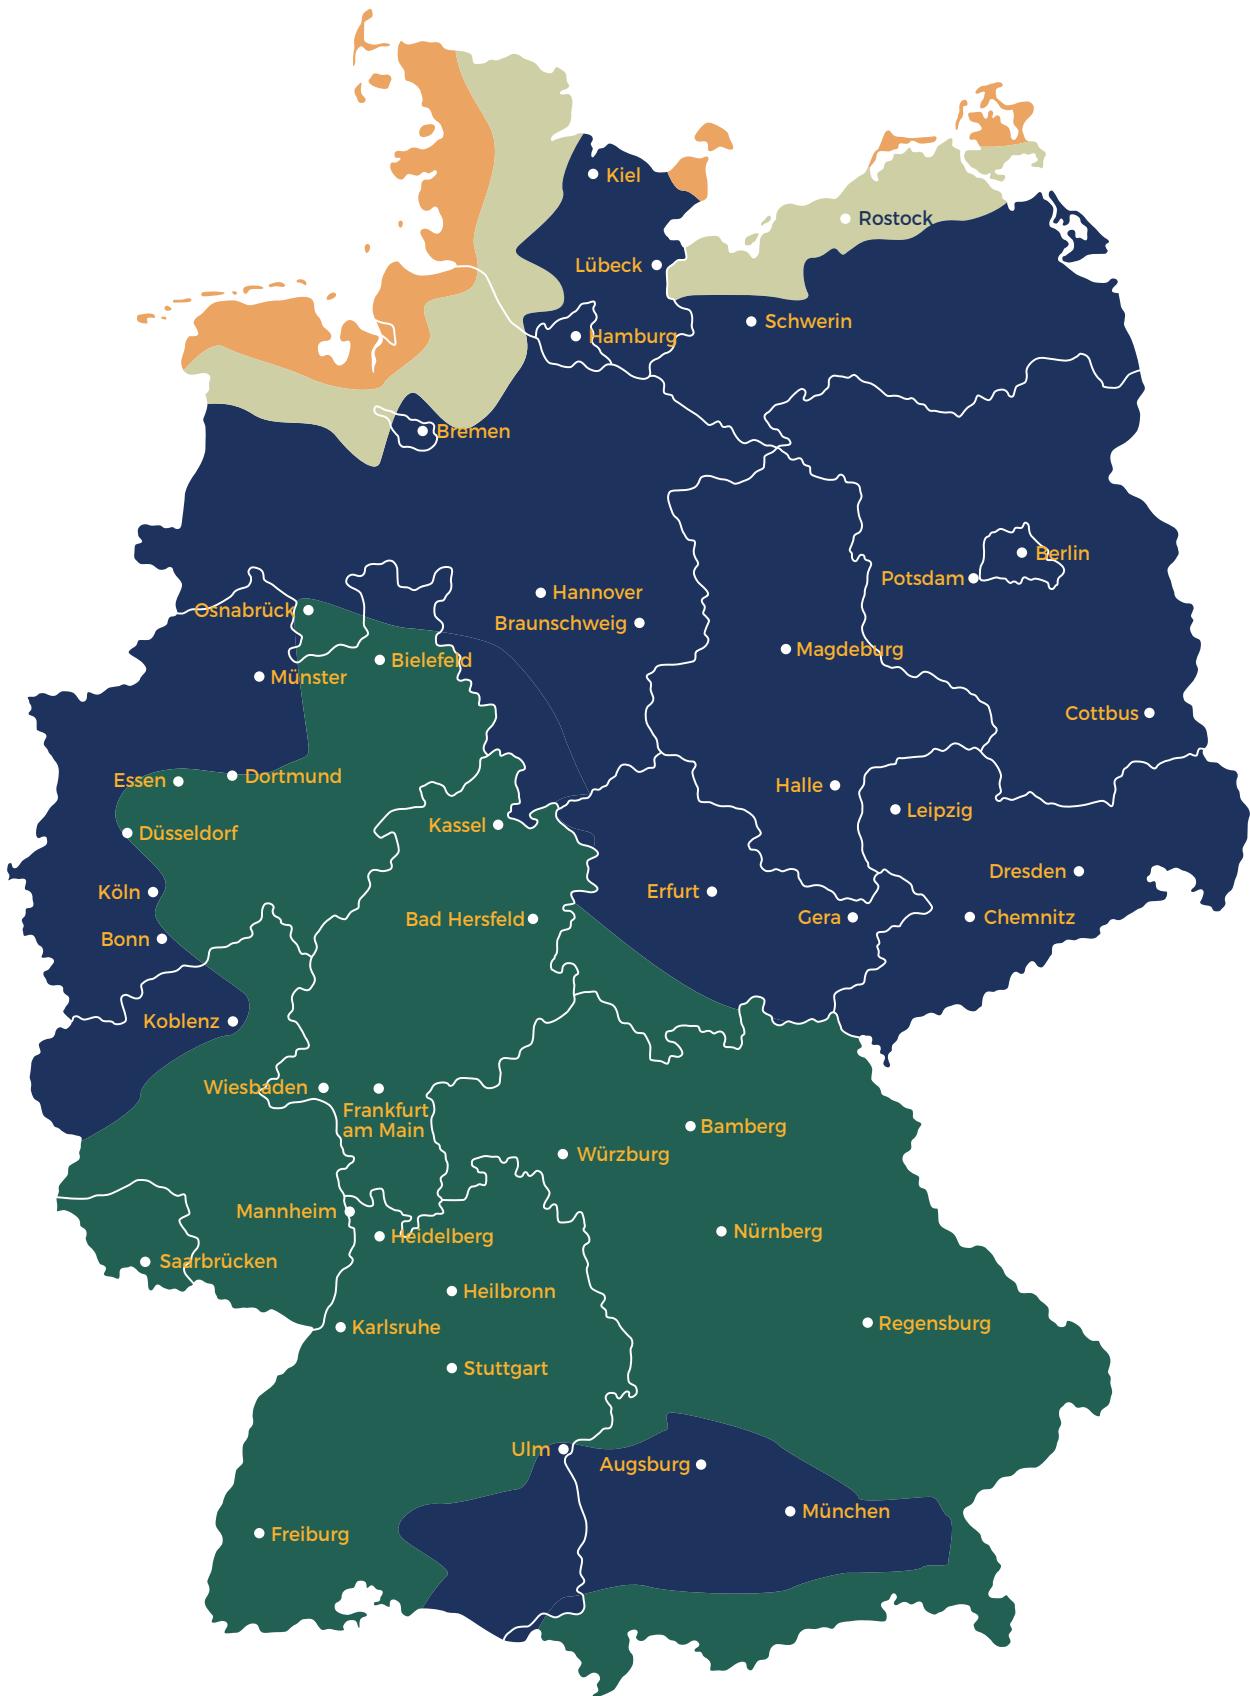 Kiel
Rostock
Lübeck
Schwerin
Hamburg
Bremen
Berlin
Potsdam
Hannover
Osnabrück
Braunschweig
Magdeburg
Bielefeld
Münster
Cottbus
Dortmund
Essen
Halle
Leipzig
Kassel
Düsseldorf
Dresden
Köln
Erfurt
Gera
Chemnitz
Bad Hersfeld
Bonn
Koblenz
Wiesbaden
Frankfurt
am Main
Bamberg
Würzburg
Mannheim
Nürnberg
Heidelberg
Saarbrücken
Heilbronn
Regensburg
Karlsruhe
Stuttgart
Ulm
Augsburg
München
Freiburg